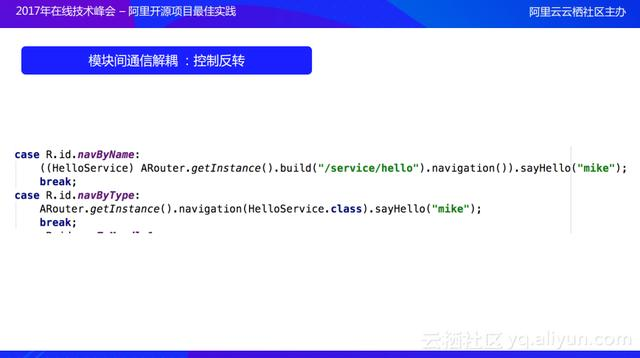 2017年在线技术峰会 – 阿里开源项目最佳实践
阿里云云栖社区主办
模块间通信解耦 ：控制反转
case R.id.navByName:
((HelloService) ARouter.getInstance().build("/service/hello").navigation()).sayHello("mike");
break;
case R.id.navByType:
ARouter.getInstance().navigation(HelloService.class).sayHello("mike");
break;
云栖社区 yq.aliyun.com